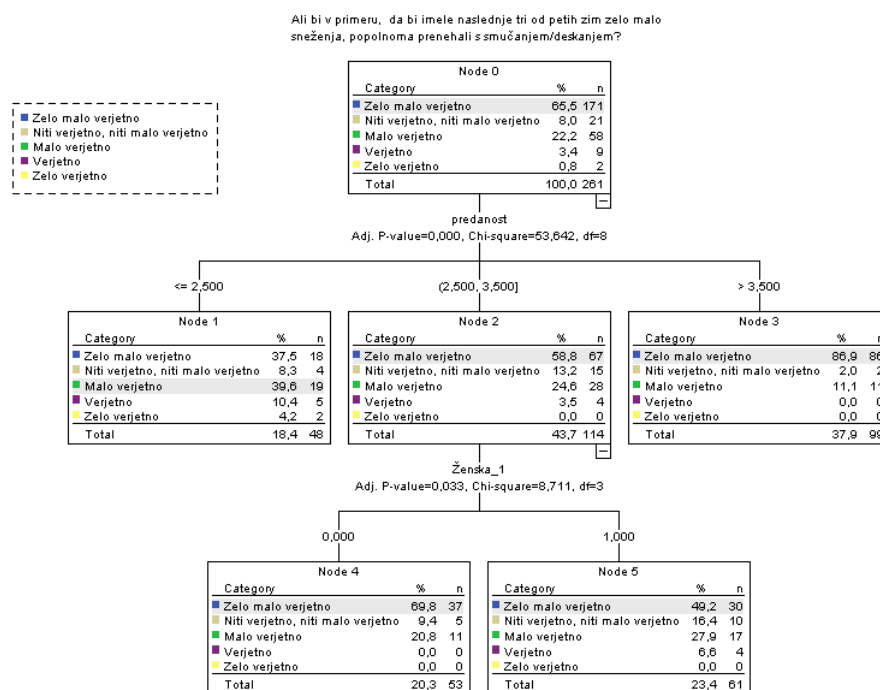 Ali bi v primeru, da bi imele naslednje tri od petih zim zelo malo
sneženja, popolnoma prenehali s smučanjem/deskanjem?
Zelo malo verjetno
Niti verjetno, niti malo verjetno
Malo verjetno
Verjetno
Zelo verjetno
Node 0
Category % n
Zelo malo verjetno 65,5 171
Niti verjetno, niti malo verjetno 8,0 21
Malo verjetno 22,2 58
Verjetno 3,4 9
Zelo verjetno 0,8 2
Total 100,0 261
predanost
Adj. P-value=0,000, Chi-square=53,642, df=8
<= 2,500
(2,500, 3,500]
> 3,500
Node 1
Category % n
Zelo malo verjetno 37,5 18
Niti verjetno, niti malo verjetno 8,3 4
Malo verjetno 39,6 19
Verjetno 10,4 5
Zelo verjetno 4,2 2
Total 18,4 48
Node 2
Category % n
Zelo malo verjetno 58,8 67
Niti verjetno, niti malo verjetno 13,2 15
Malo verjetno 24,6 28
Verjetno 3,5 4
Zelo verjetno 0,0 0
Total 43,7 114
Node 3
Category % n
Zelo malo verjetno 86,9 86
Niti verjetno, niti malo verjetno 2,0 2
Malo verjetno 11,1 11
Verjetno 0,0 0
Zelo verjetno 0,0 0
Total 37,9 99
Ženska_1
Adj. P-value=0,033, Chi-square=8,711, df=3
0,000
1,000
Node 4
Category % n
Zelo malo verjetno 69,8 37
Niti verjetno, niti malo verjetno 9,4 5
Malo verjetno 20,8 11
Verjetno 0,0 0
Zelo verjetno 0,0 0
Total 20,3 53
Node 5
Category % n
Zelo malo verjetno 49,2 30
Niti verjetno, niti malo verjetno 16,4 10
Malo verjetno 27,9 17
Verjetno 6,6 4
Zelo verjetno 0,0 0
Total 23,4 61